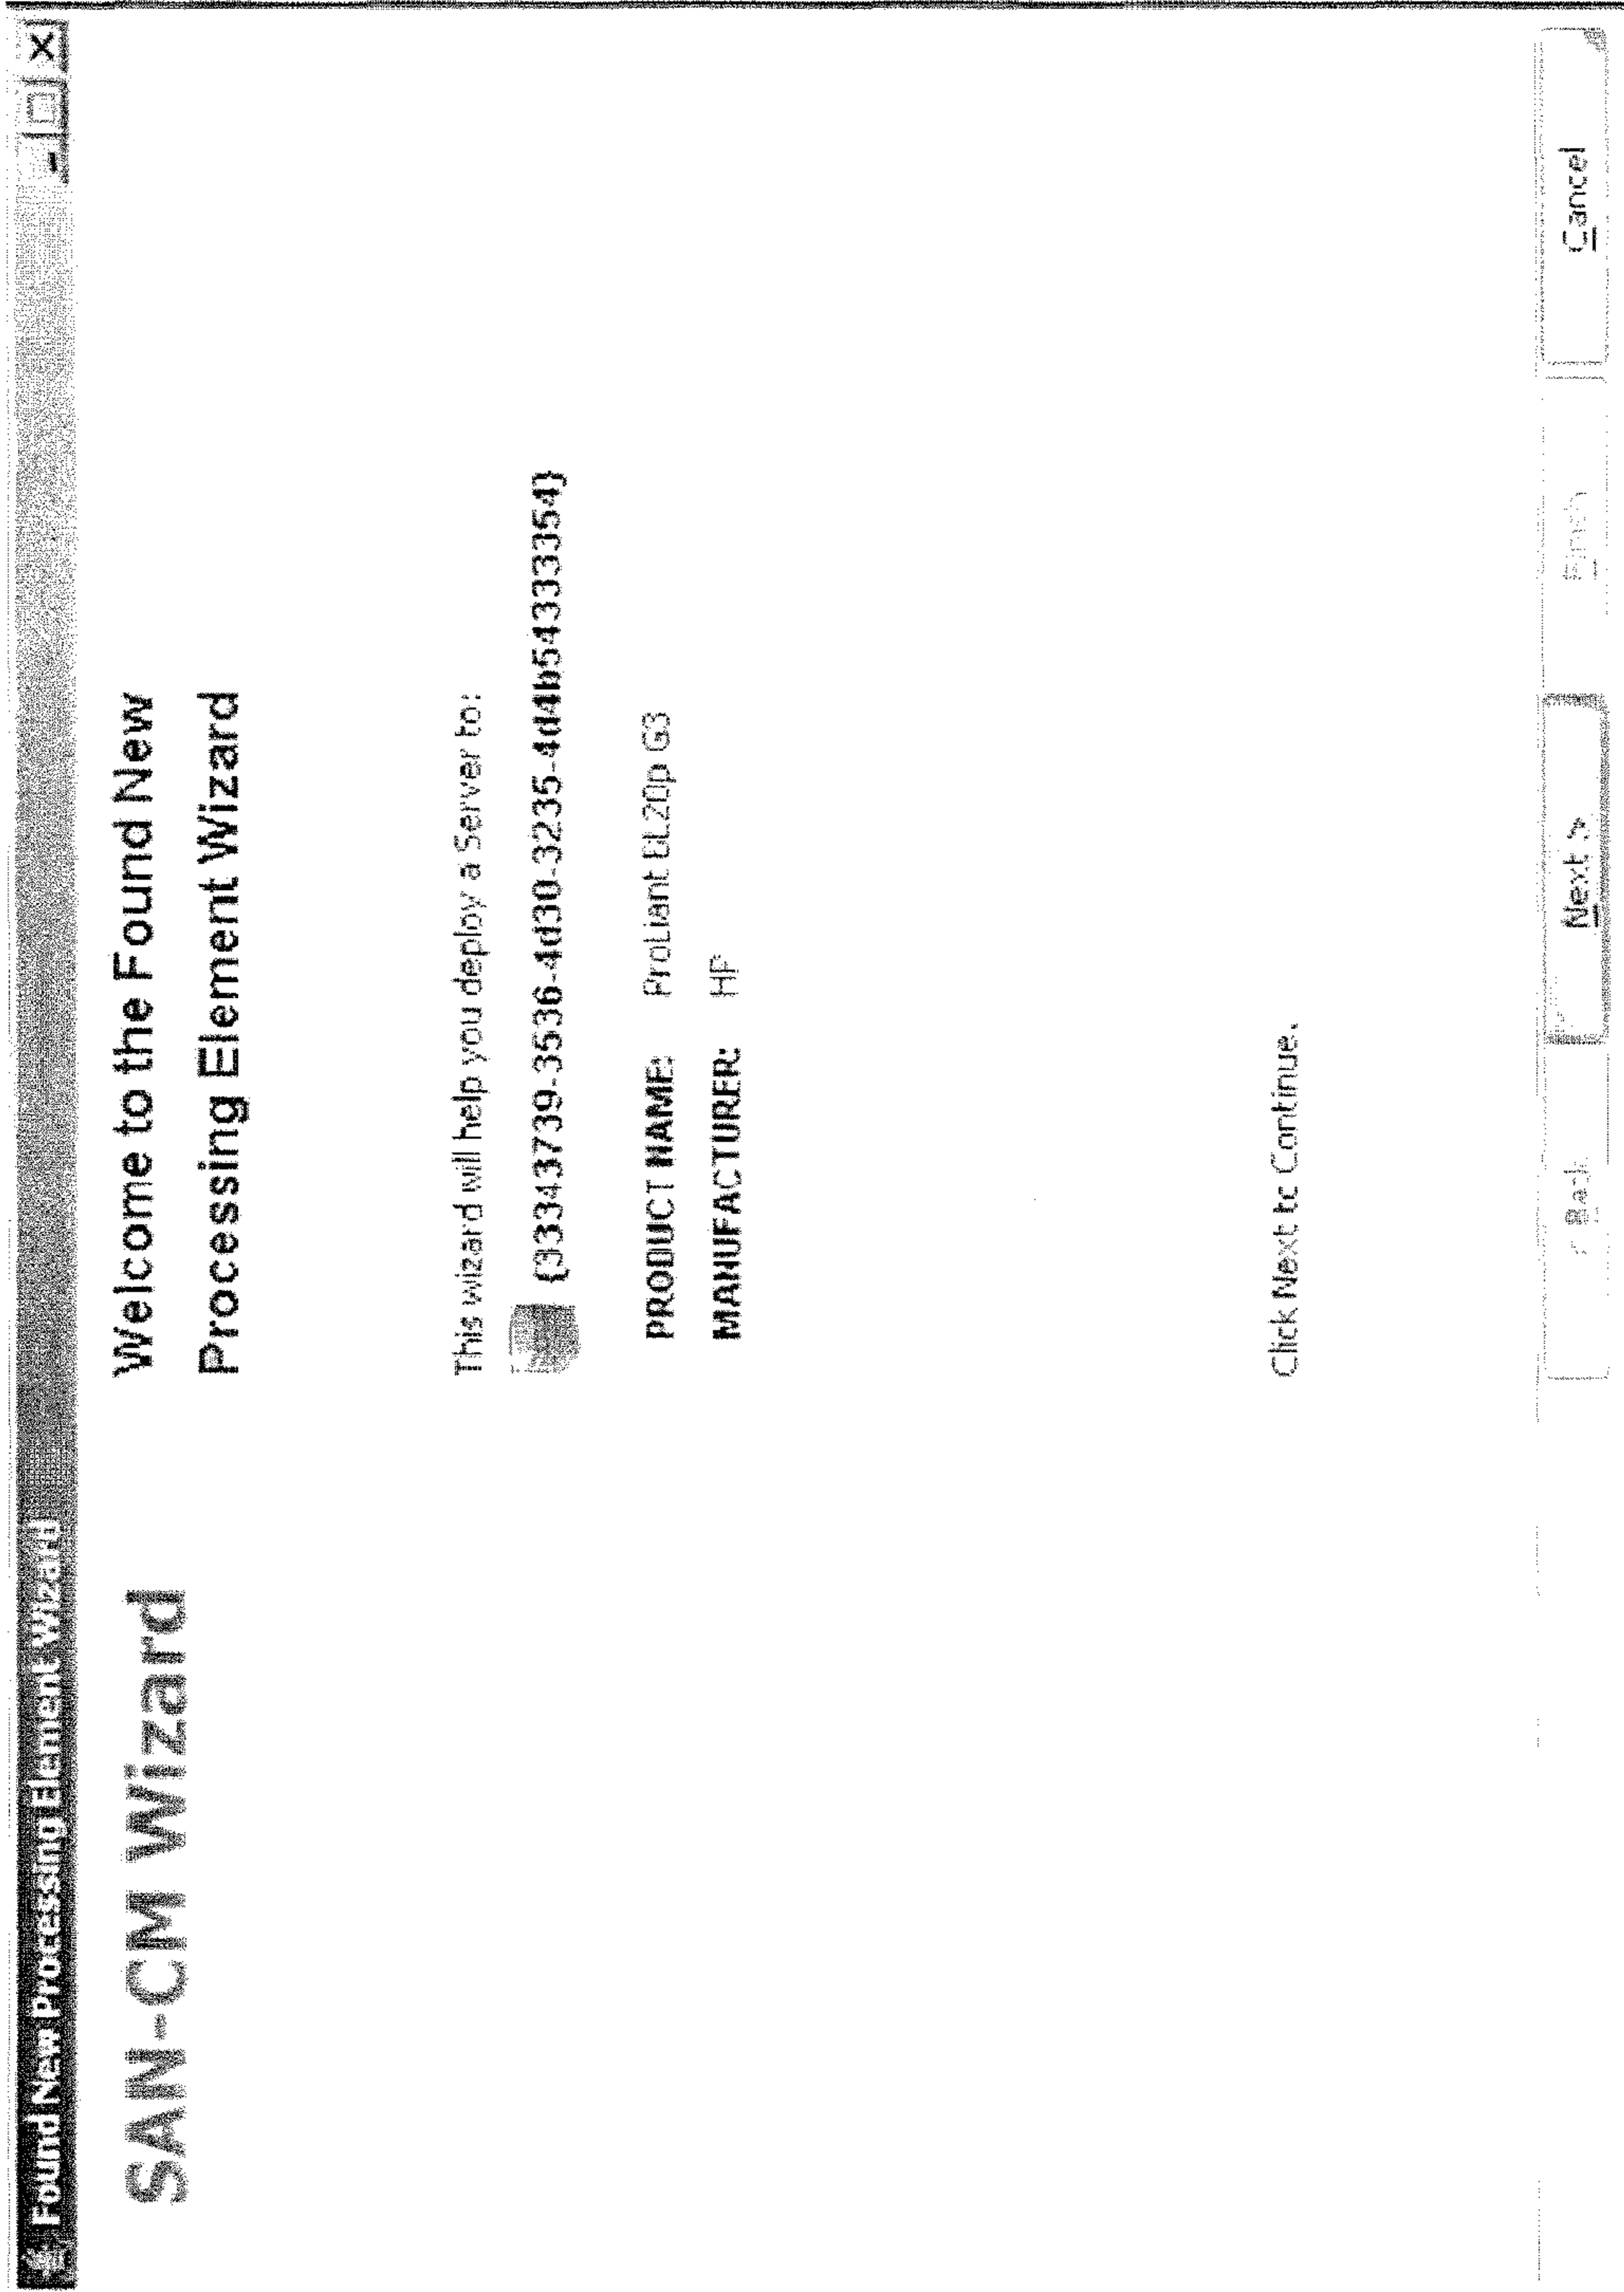 Found New Processing Element Wizard
SAN-CM Wizard
Welcome to the Found New
Processing Element Wizard
This wizard will help you deploy a Server to:
{33343739-3536-4d30-3235-4d4b54333354}
PRODUCT NAME: ProLiant BL20p G3
MANUFACTURER: HP
Click Next to Continue.
< Back
Next >
Finish
Cancel